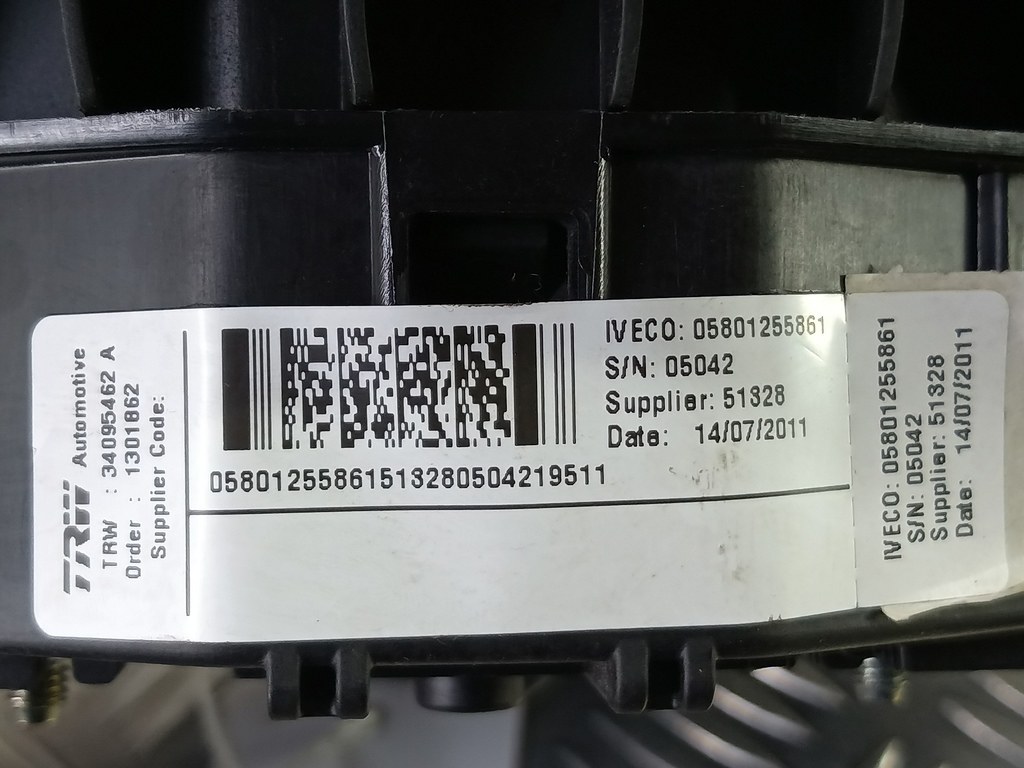 TRW Automotive
TRW : 34095462 A
Order : 1301862
Supplier Code:
IVECO: 05801255861
S/N: 05042
Supplier: 51328
Date: 14/07/2011
05801255861513280504219511
IVECO: 05801255861
S/N: 05042
Supplier: 51328
Date: 14/07/2011